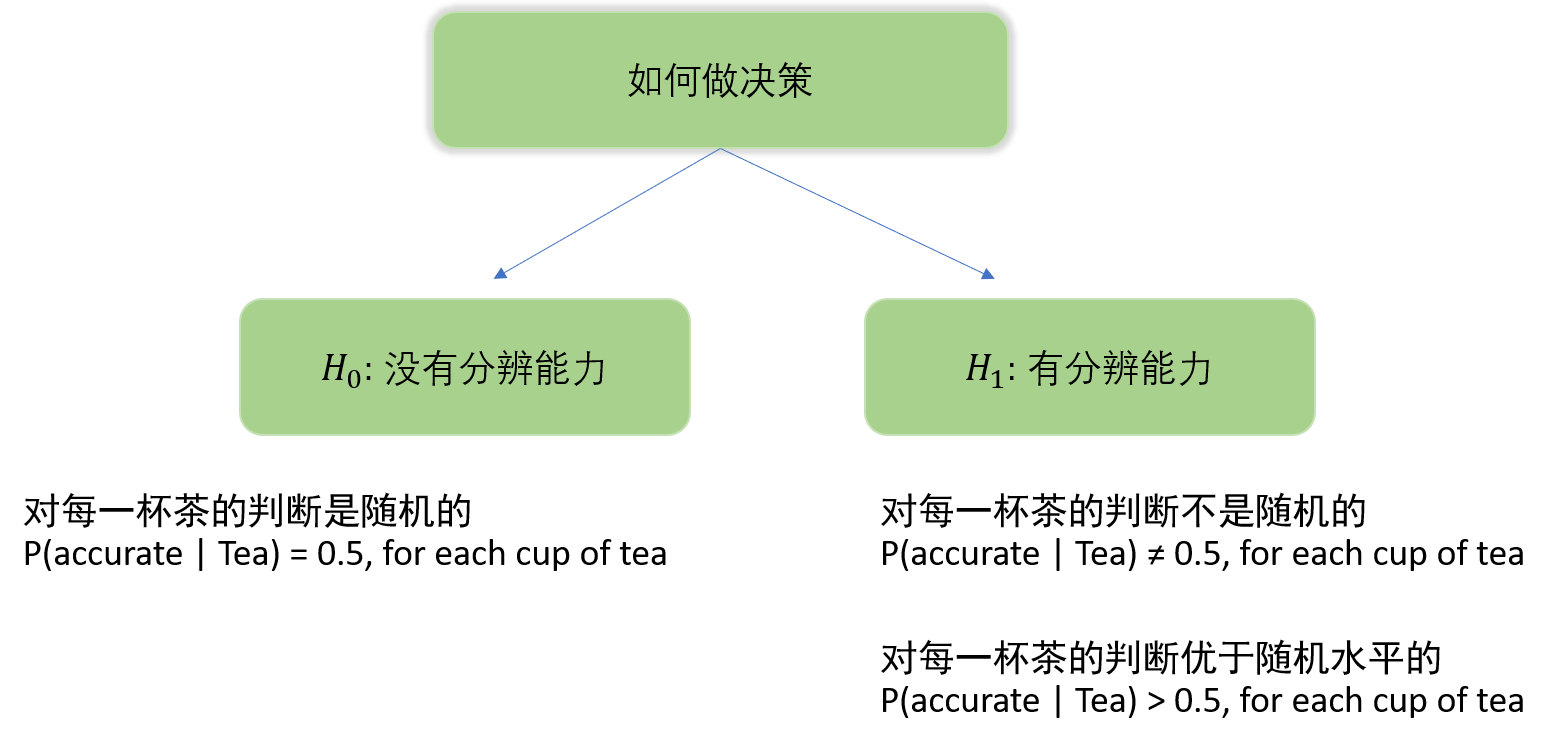 如何做决策
H₀: 没有分辨能力
H₁: 有分辨能力
对每一杯茶的判断是随机的
P(accurate | Tea) = 0.5, for each cup of tea
对每一杯茶的判断不是随机的
P(accurate | Tea) ≠ 0.5, for each cup of tea
对每一杯茶的判断优于随机水平的
P(accurate | Tea) > 0.5, for each cup of tea